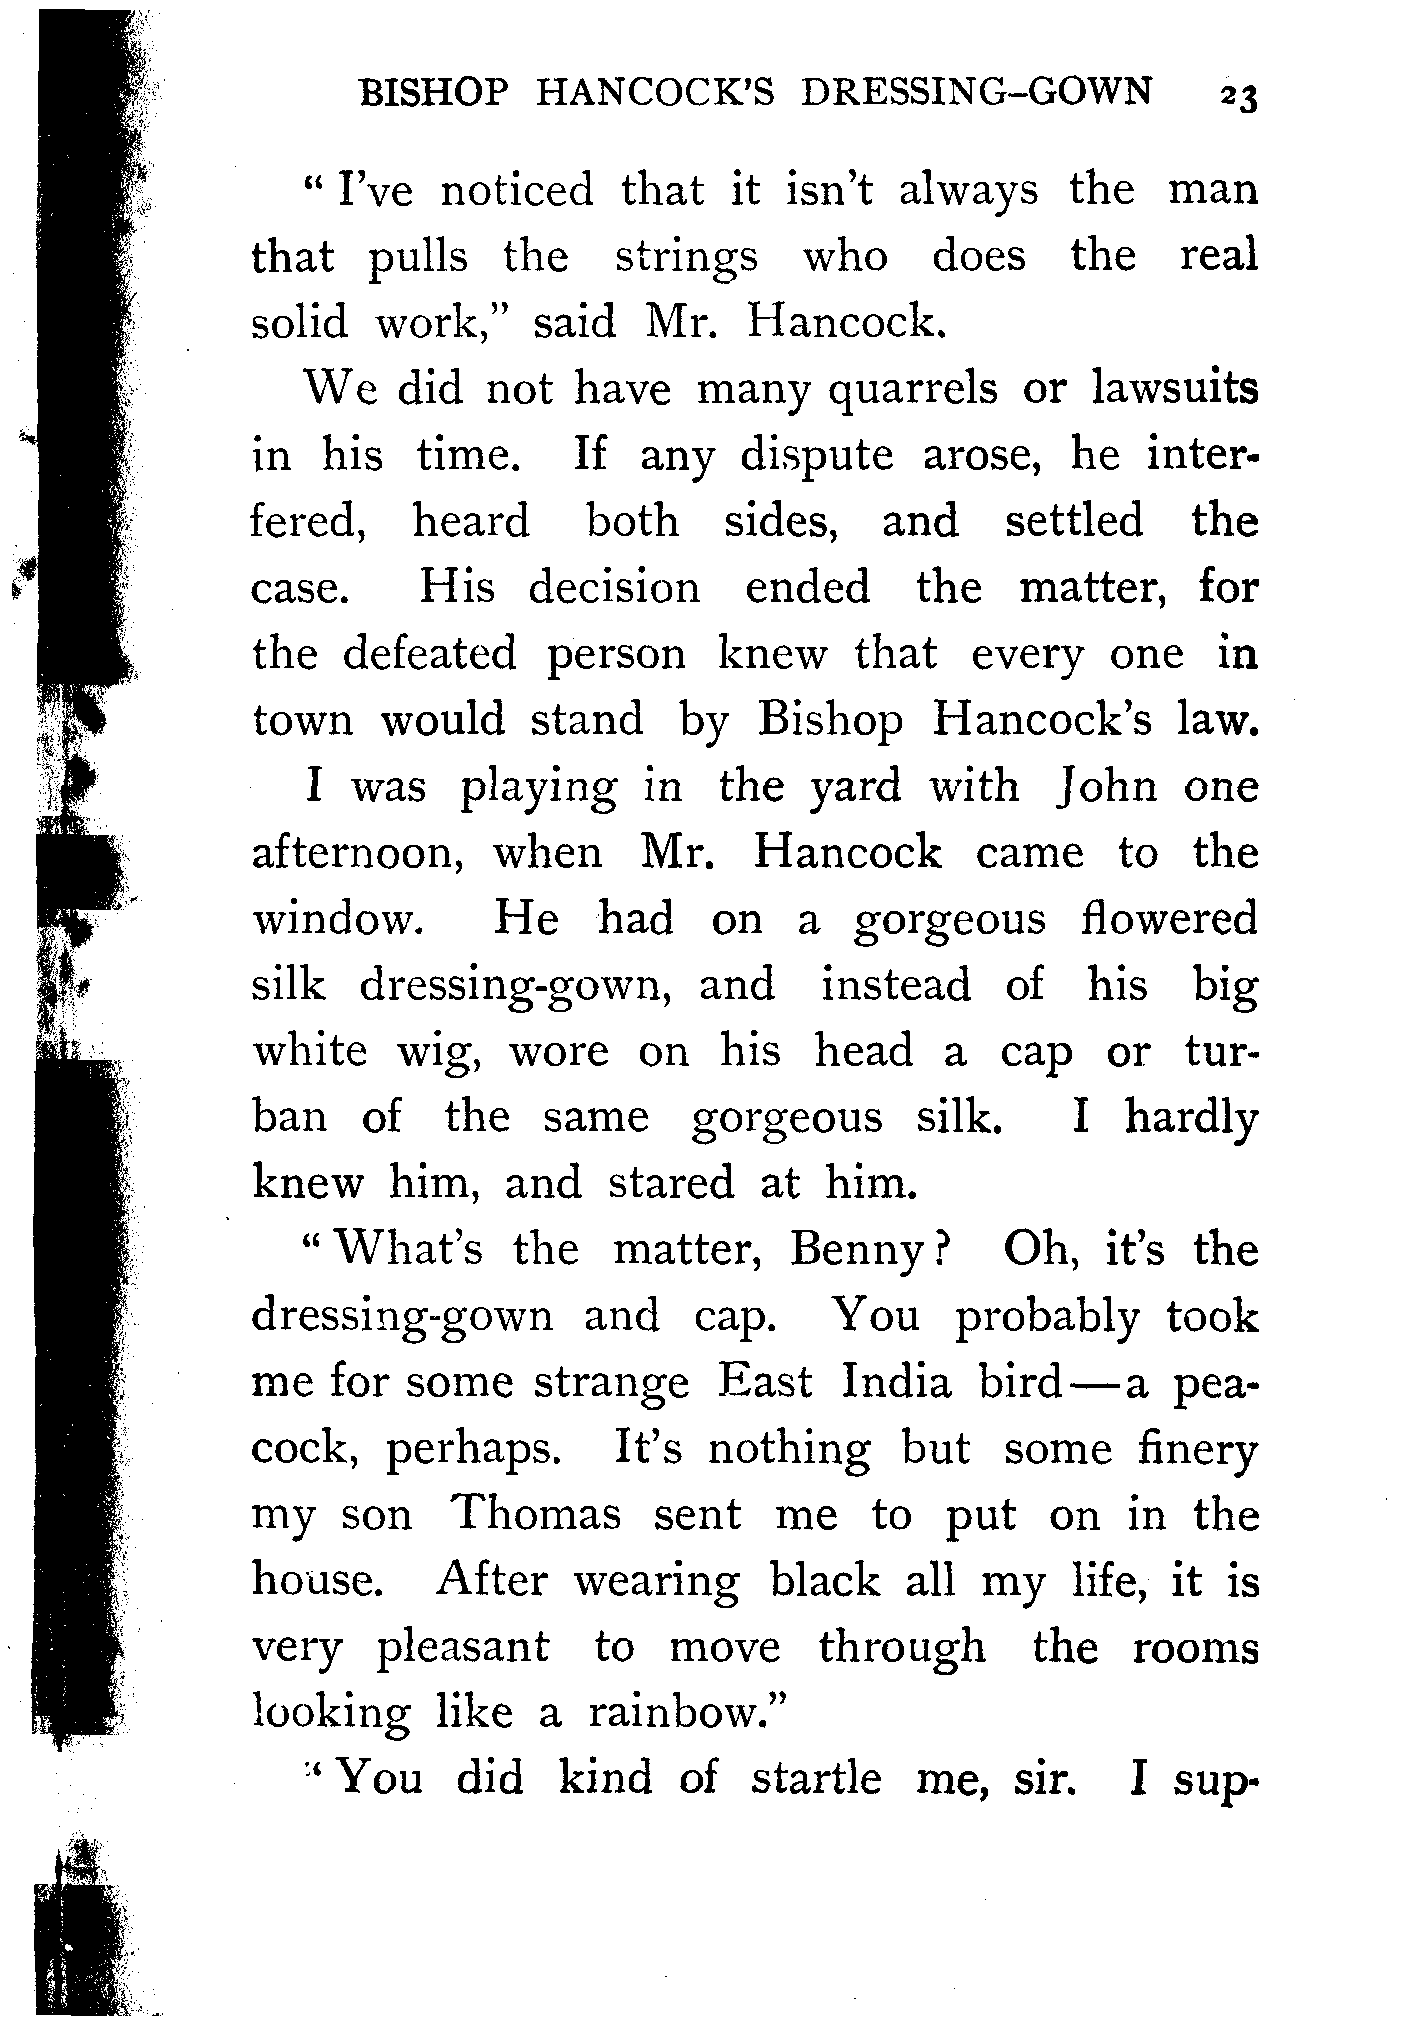 BISHOP HANCOCK'S DRESSING-GOWN 23
" I've noticed that it isn't always the man
that pulls the strings who does the real
solid work," said Mr. Hancock.
We did not have many quarrels or lawsuits
in his time. If any dispute arose, he inter-
fered, heard both sides, and settled the
case. His decision ended the matter, for
the defeated person knew that every one in
town would stand by Bishop Hancock's law.
I was playing in the yard with John one
afternoon, when Mr. Hancock came to the
window. He had on a gorgeous flowered
silk dressing-gown, and instead of his big
white wig, wore on his head a cap or tur-
ban of the same gorgeous silk. I hardly
knew him, and stared at him.
" What's the matter, Benny? Oh, it's the
dressing-gown and cap. You probably took
me for some strange East India bird—a pea-
cock, perhaps. It's nothing but some finery
my son Thomas sent me to put on in the
house. After wearing black all my life, it is
very pleasant to move through the rooms
looking like a rainbow."
" You did kind of startle me, sir. I sup-